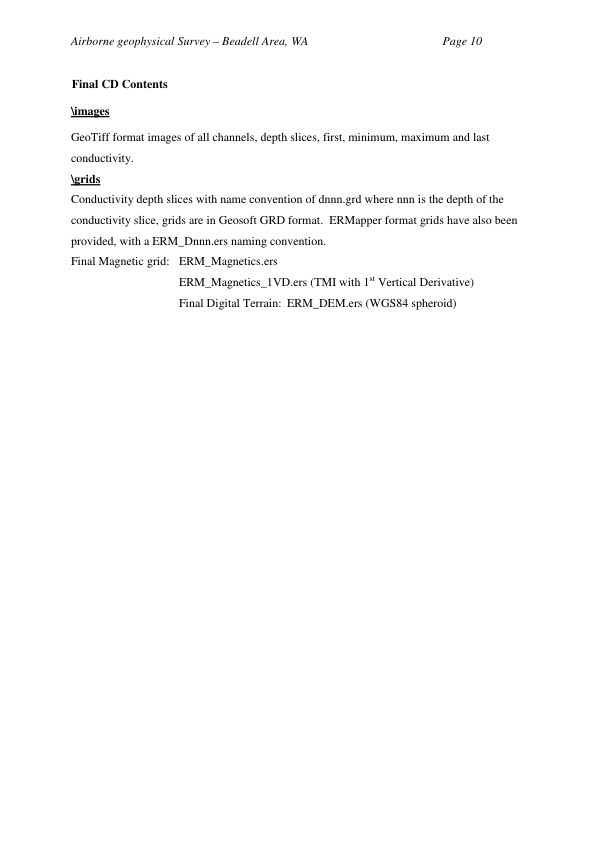 Airborne geophysical Survey – Beadell Area, WA Page 10
Final CD Contents
\images
GeoTiff format images of all channels, depth slices, first, minimum, maximum and last
conductivity.
\grids
Conductivity depth slices with name convention of dnnn.grd where nnn is the depth of the
conductivity slice, grids are in Geosoft GRD format.  ERMapper format grids have also been
provided, with a ERM_Dnnn.ers naming convention.
Final Magnetic grid: ERM_Magnetics.ers
ERM_Magnetics_1VD.ers (TMI with 1st Vertical Derivative)
Final Digital Terrain:  ERM_DEM.ers (WGS84 spheroid)